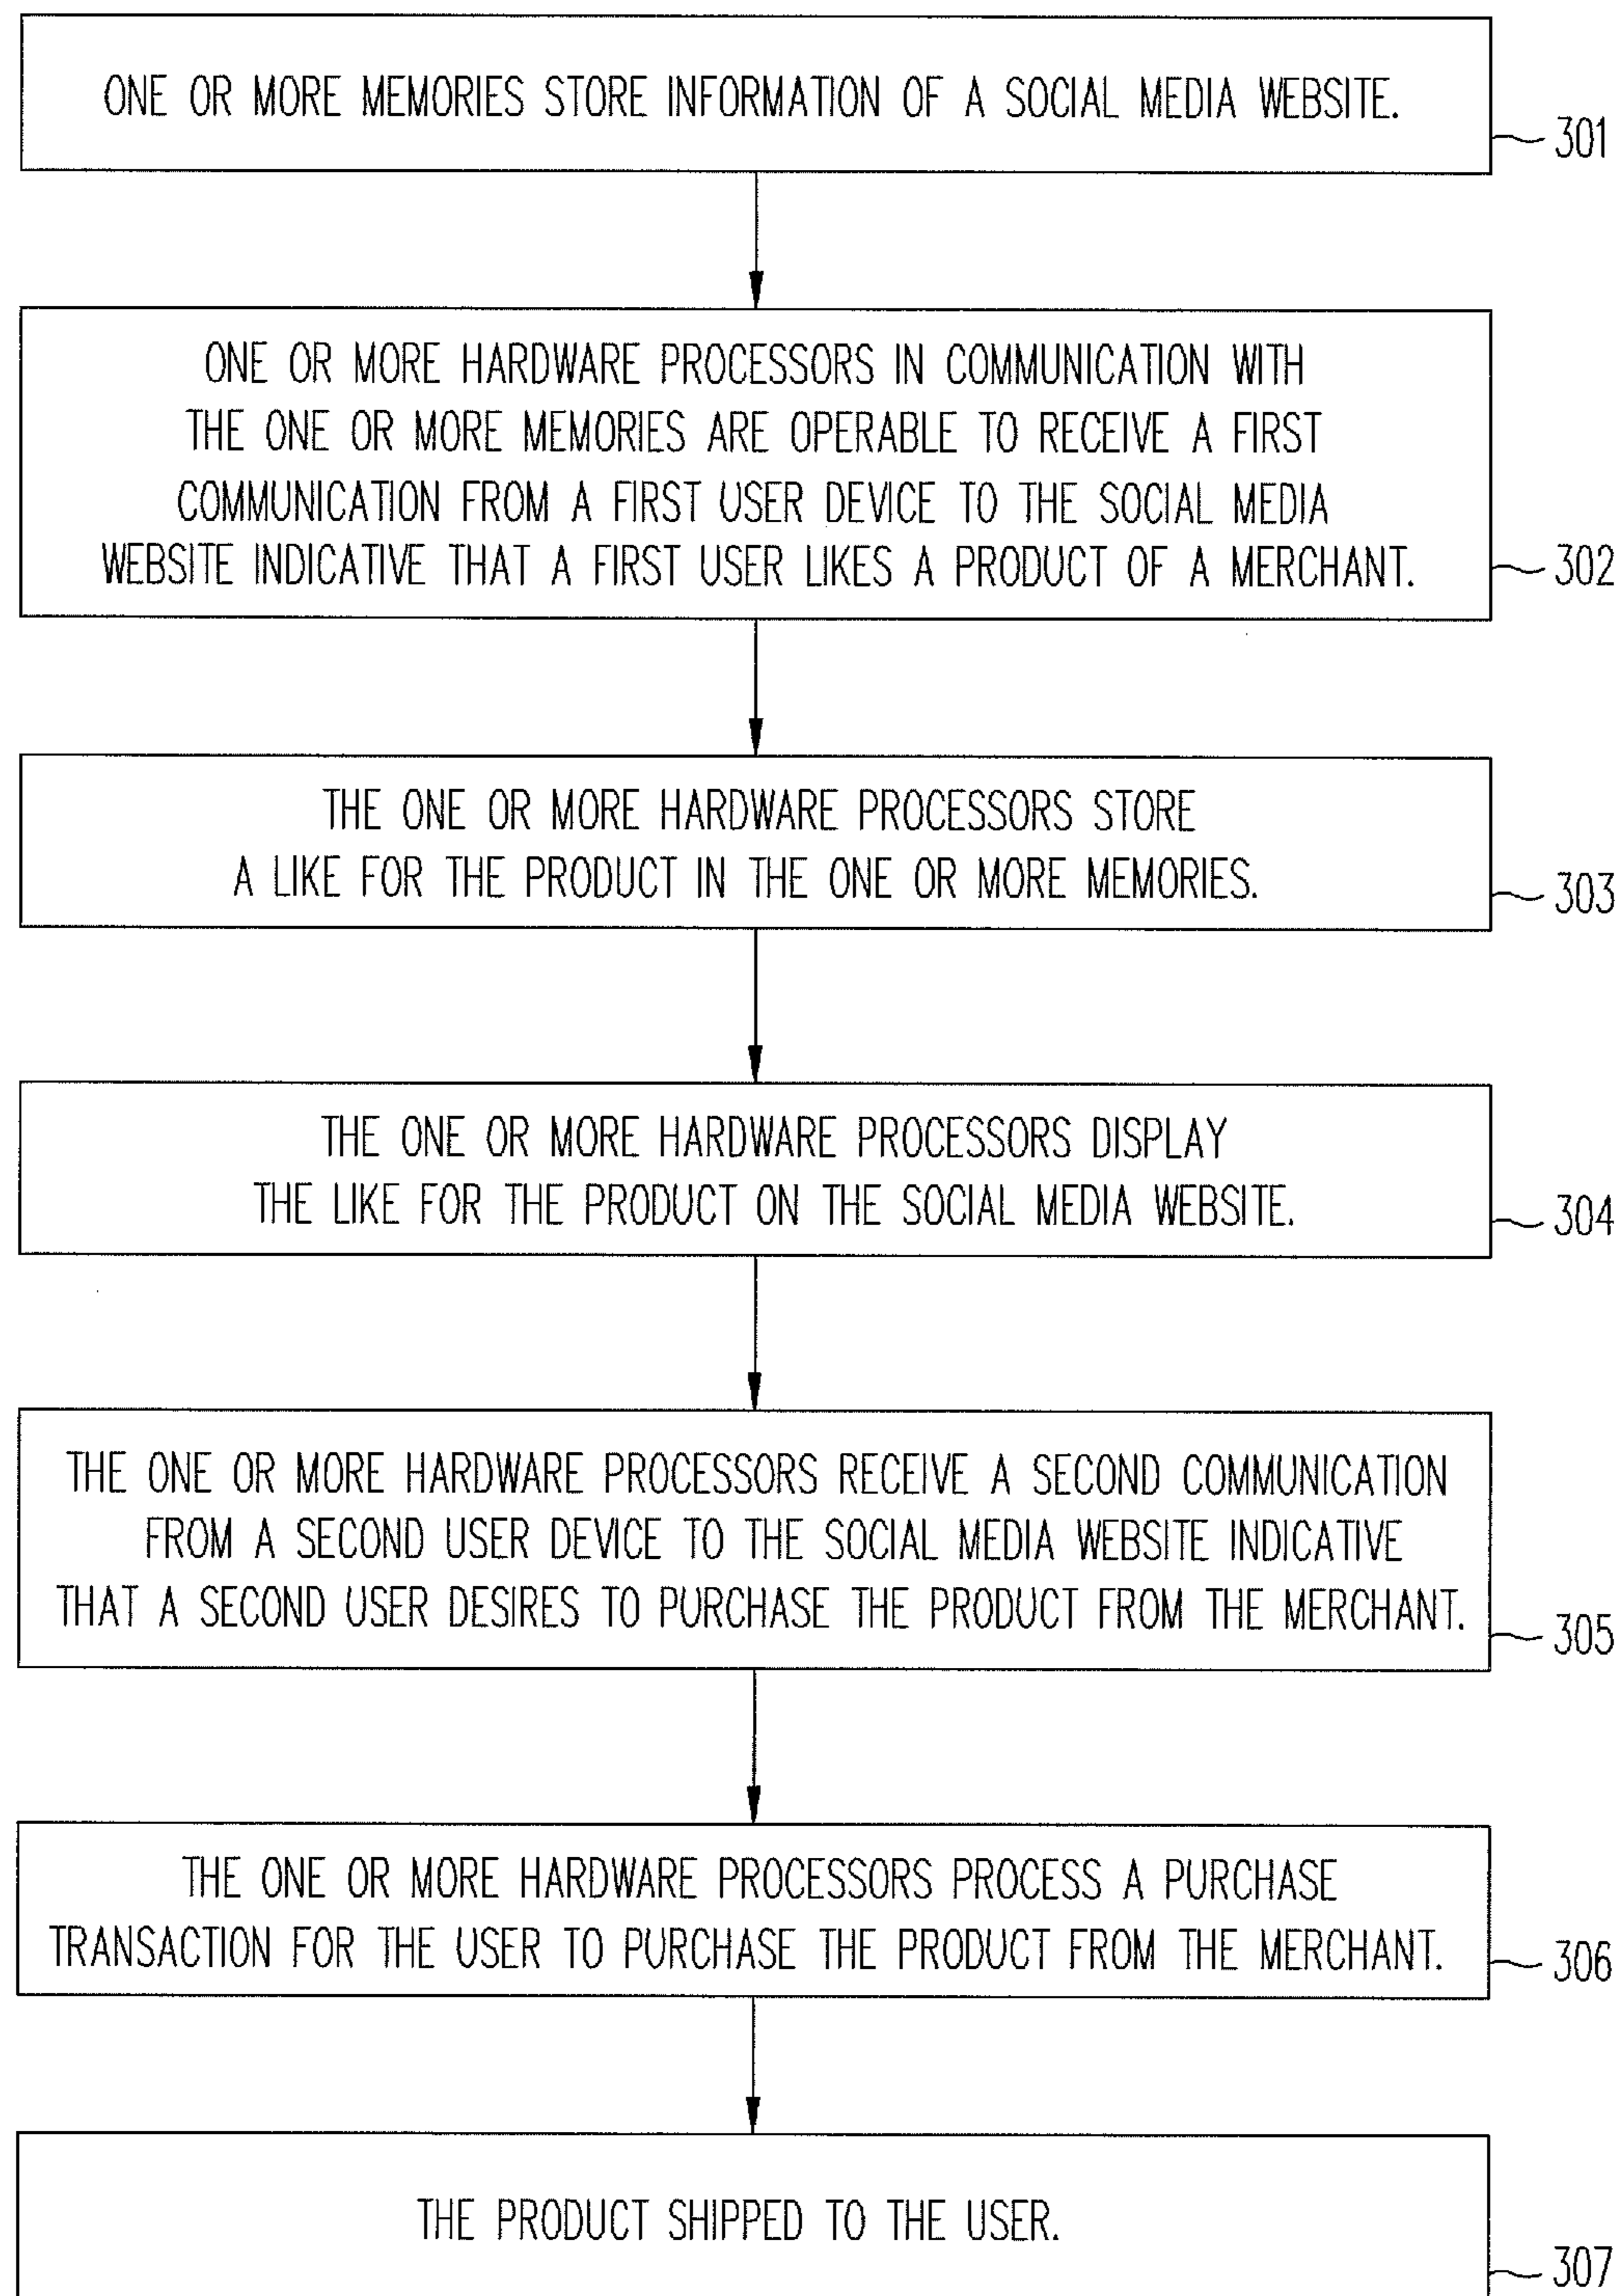 ONE OR MORE MEMORIES STORE INFORMATION OF A SOCIAL MEDIA WEBSITE.
301
ONE OR MORE HARDWARE PROCESSORS IN COMMUNICATION WITH
THE ONE OR MORE MEMORIES ARE OPERABLE TO RECEIVE A FIRST
COMMUNICATION FROM A FIRST USER DEVICE TO THE SOCIAL MEDIA
WEBSITE INDICATIVE THAT A FIRST USER LIKES A PRODUCT OF A MERCHANT.
302
THE ONE OR MORE HARDWARE PROCESSORS STORE
A LIKE FOR THE PRODUCT IN THE ONE OR MORE MEMORIES.
303
THE ONE OR MORE HARDWARE PROCESSORS DISPLAY
THE LIKE FOR THE PRODUCT ON THE SOCIAL MEDIA WEBSITE.
304
THE ONE OR MORE HARDWARE PROCESSORS RECEIVE A SECOND COMMUNICATION
FROM A SECOND USER DEVICE TO THE SOCIAL MEDIA WEBSITE INDICATIVE
THAT A SECOND USER DESIRES TO PURCHASE THE PRODUCT FROM THE MERCHANT.
305
THE ONE OR MORE HARDWARE PROCESSORS PROCESS A PURCHASE
TRANSACTION FOR THE USER TO PURCHASE THE PRODUCT FROM THE MERCHANT.
306
THE PRODUCT SHIPPED TO THE USER.
307